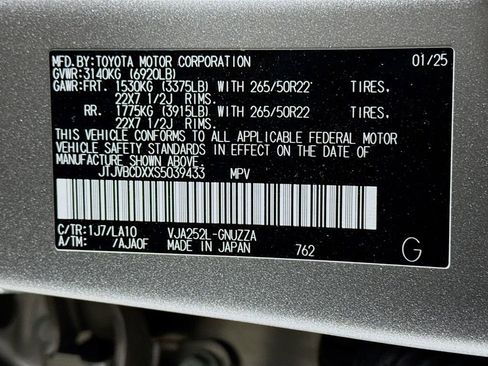 MFD.BY:TOYOTA MOTOR CORPORATION 01/25
GVWR:3140KG (6920LB)
GAWR:FRT. 1530KG (3375LB) WITH 265/50R22 TIRES,
22X7 1/2J RIMS.
RR. 1775KG (3915LB) WITH 265/50R22 TIRES,
22X7 1/2J RIMS.
THIS VEHICLE CONFORMS TO ALL APPLICABLE FEDERAL MOTOR
VEHICLE SAFETY STANDARDS IN EFFECT ON THE DATE OF
MANUFACTURE SHOWN ABOVE.
JTJVBCDXXS5039433 MPV
C/TR:1J7/LA10 VJA252L-GNUZZA
A/TM: /AJA0F MADE IN JAPAN 762 G